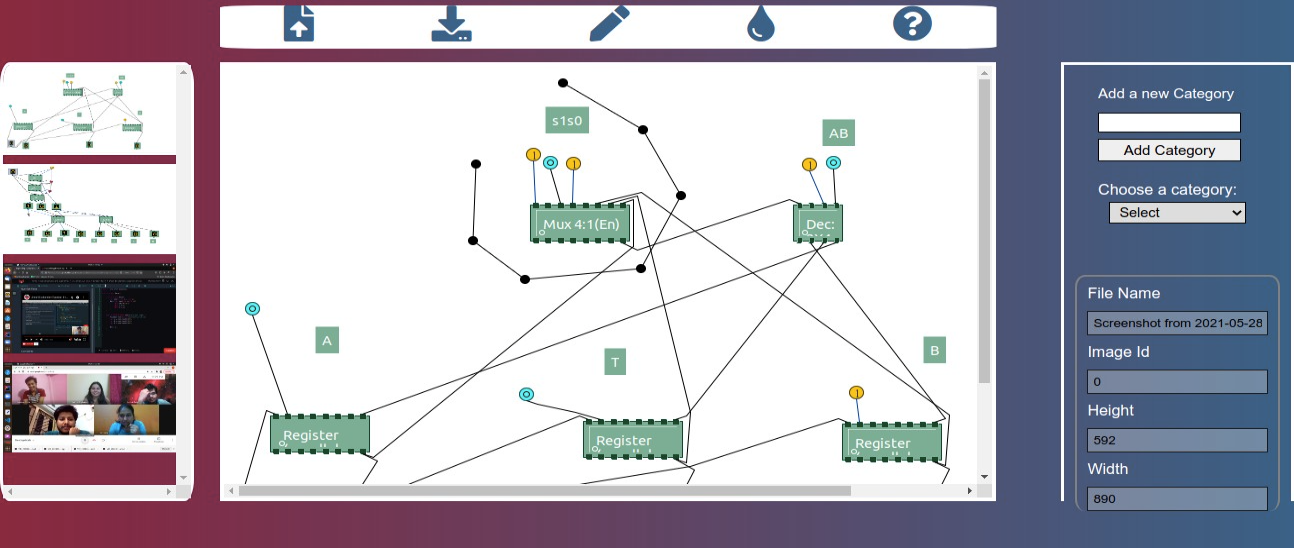 s1s0
AB
Mux 4:1(En)
Dec:
A
T
B
Register
Register
Register
Add a new Category
Add Category
Choose a category:
Select
File Name
Screenshot from 2021-05-28
Image Id
0
Height
592
Width
890